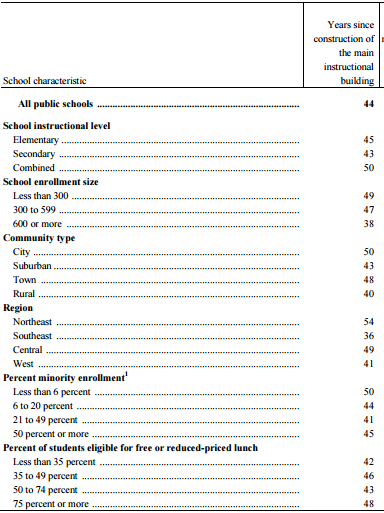 Years since
construction of
the main
instructional
School characteristic building
All public schools .......... 44
School instructional level
Elementary .......... 45
Secondary .......... 43
Combined .......... 50
School enrollment size
Less than 300 .......... 49
300 to 599 .......... 47
600 or more .......... 38
Community type
City .......... 50
Suburban .......... 43
Town .......... 48
Rural .......... 40
Region
Northeast .......... 54
Southeast .......... 36
Central .......... 49
West .......... 41
Percent minority enrollment1
Less than 6 percent .......... 50
6 to 20 percent .......... 44
21 to 49 percent .......... 41
50 percent or more .......... 45
Percent of students eligible for free or reduced-priced lunch
Less than 35 percent .......... 42
35 to 49 percent .......... 46
50 to 74 percent .......... 43
75 percent or more .......... 48